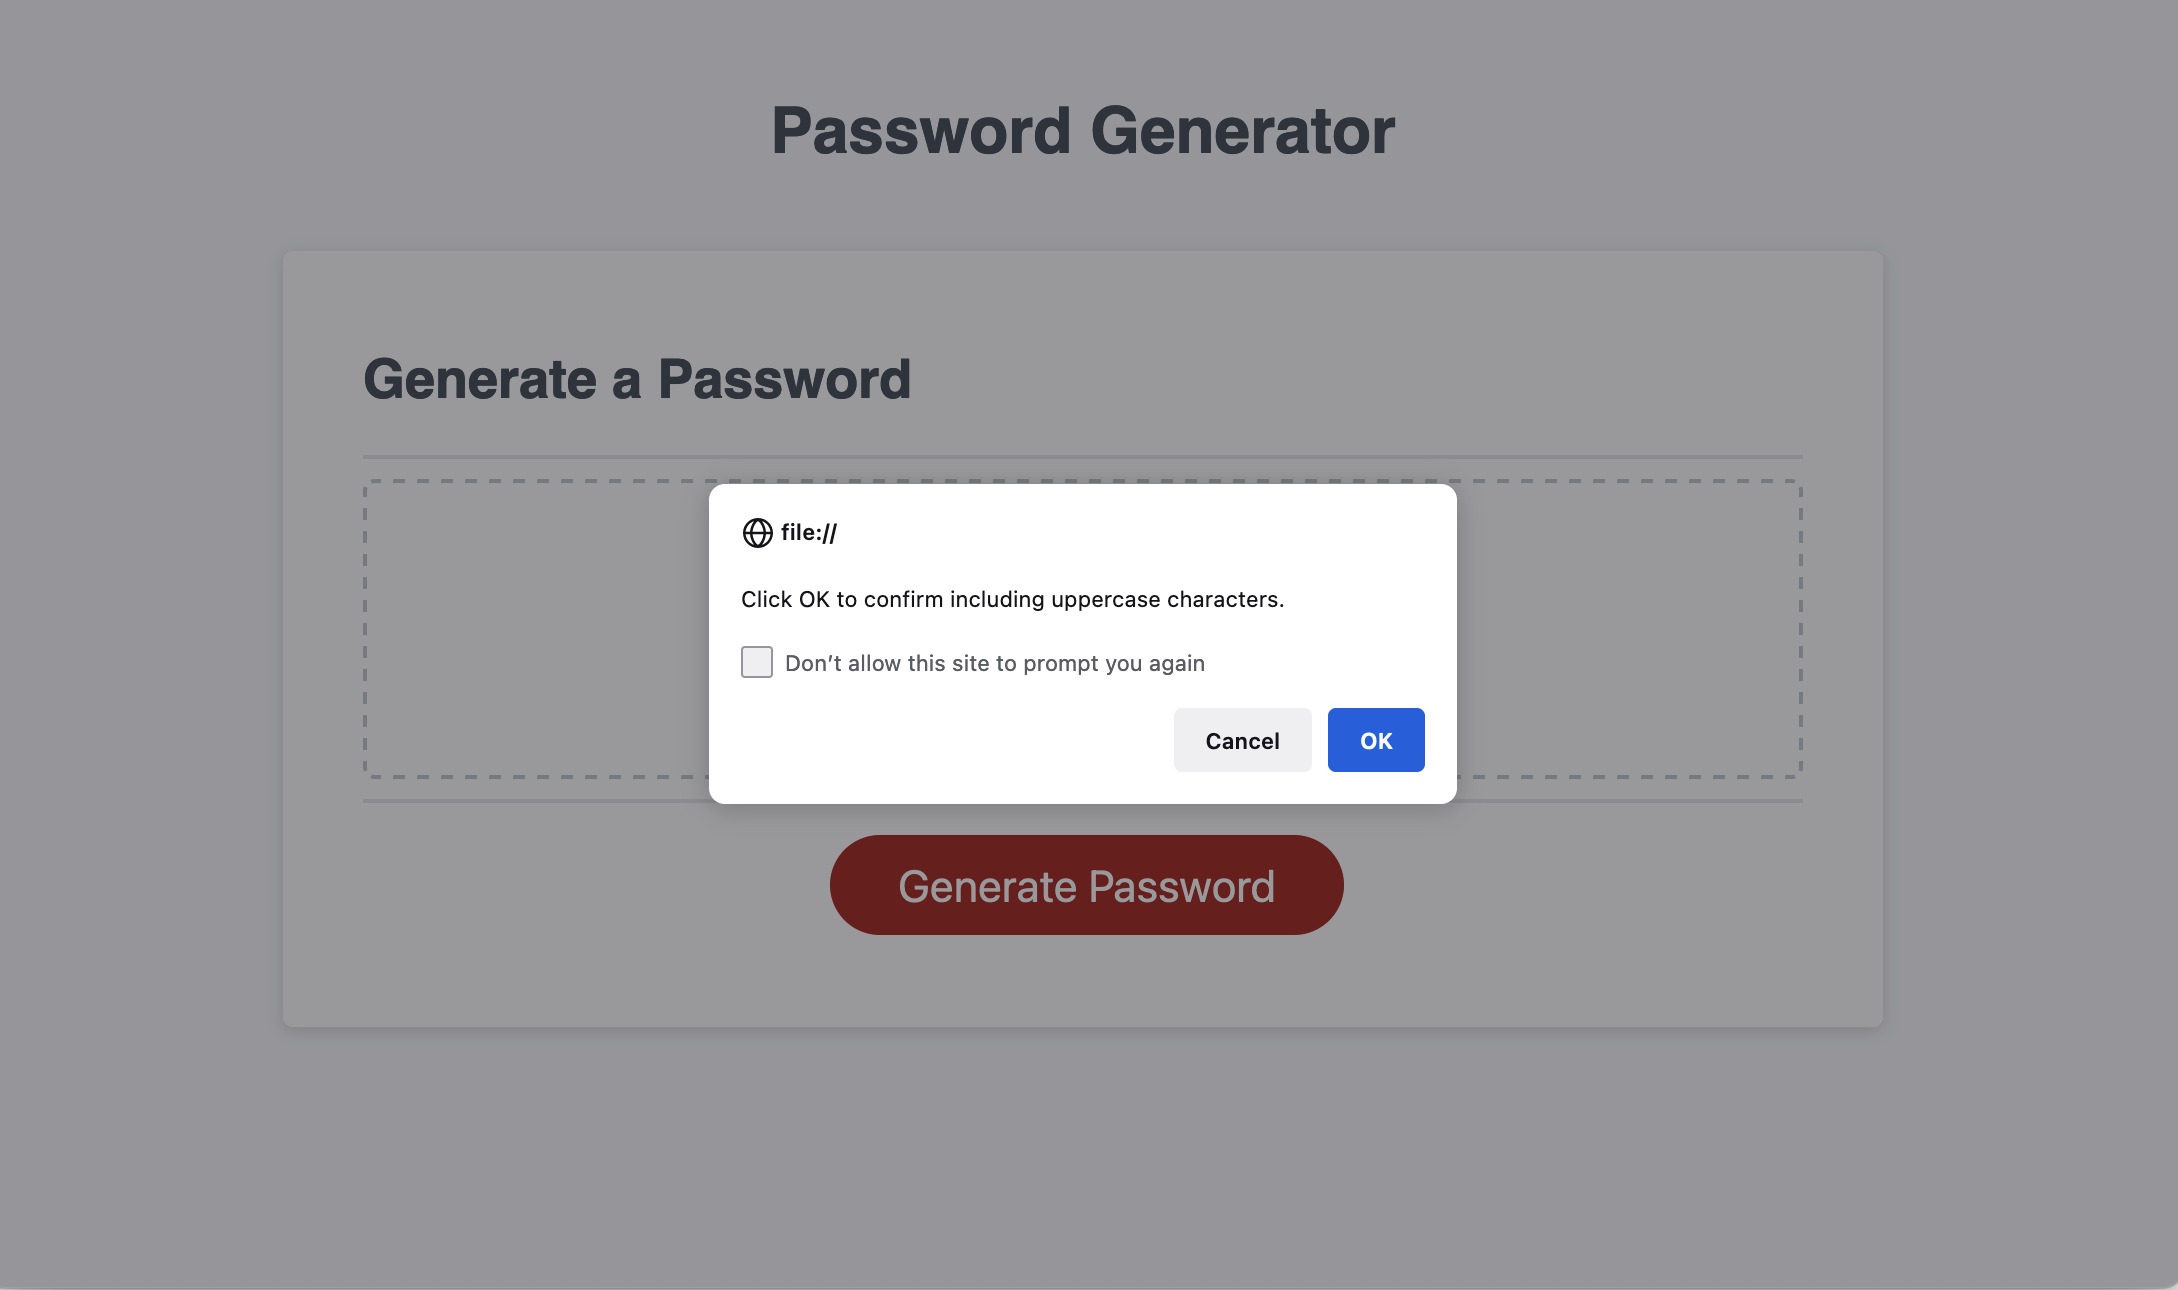 Password Generator
Generate a Password
file://
Click OK to confirm including uppercase characters.
Don’t allow this site to prompt you again
Cancel OK
Generate Password